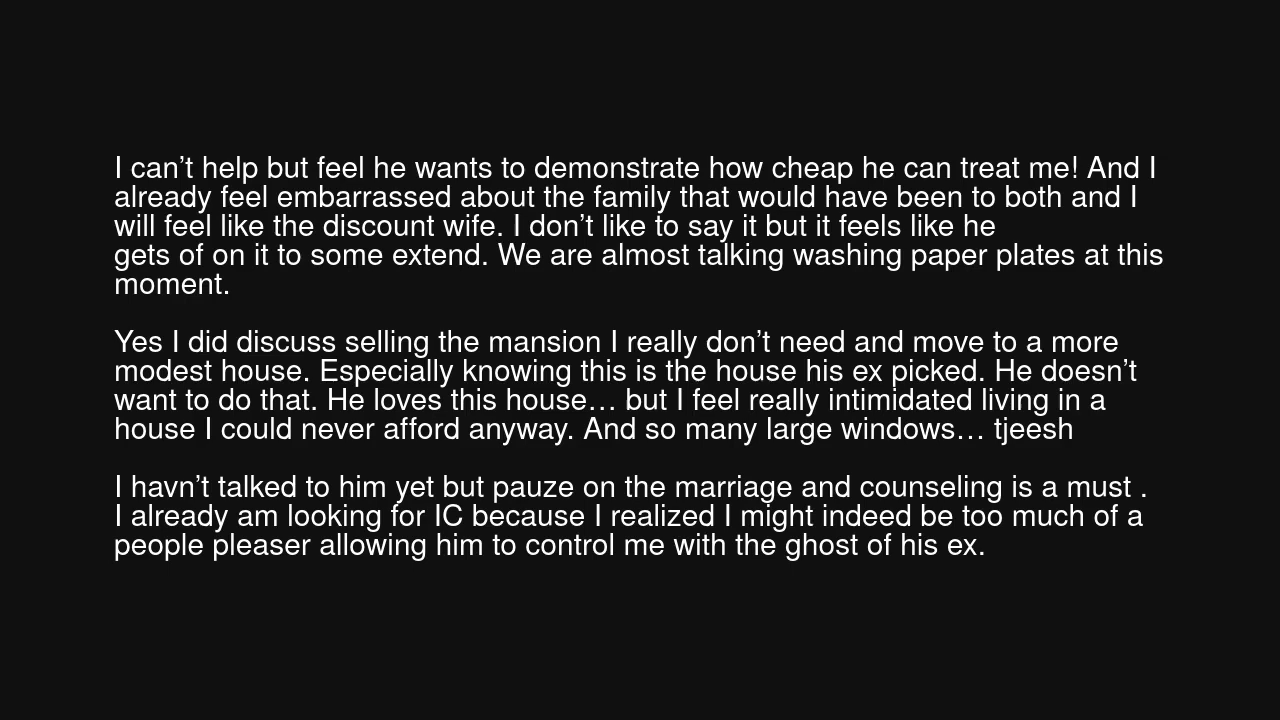 I can’t help but feel he wants to demonstrate how cheap he can treat me! And I
already feel embarrassed about the family that would have been to both and I
will feel like the discount wife. I don’t like to say it but it feels like he
gets of on it to some extend. We are almost talking washing paper plates at this
moment.
Yes I did discuss selling the mansion I really don’t need and move to a more
modest house. Especially knowing this is the house his ex picked. He doesn’t
want to do that. He loves this house… but I feel really intimidated living in a
house I could never afford anyway. And so many large windows… tjeesh
I havn’t talked to him yet but pauze on the marriage and counseling is a must .
I already am looking for IC because I realized I might indeed be too much of a
people pleaser allowing him to control me with the ghost of his ex.